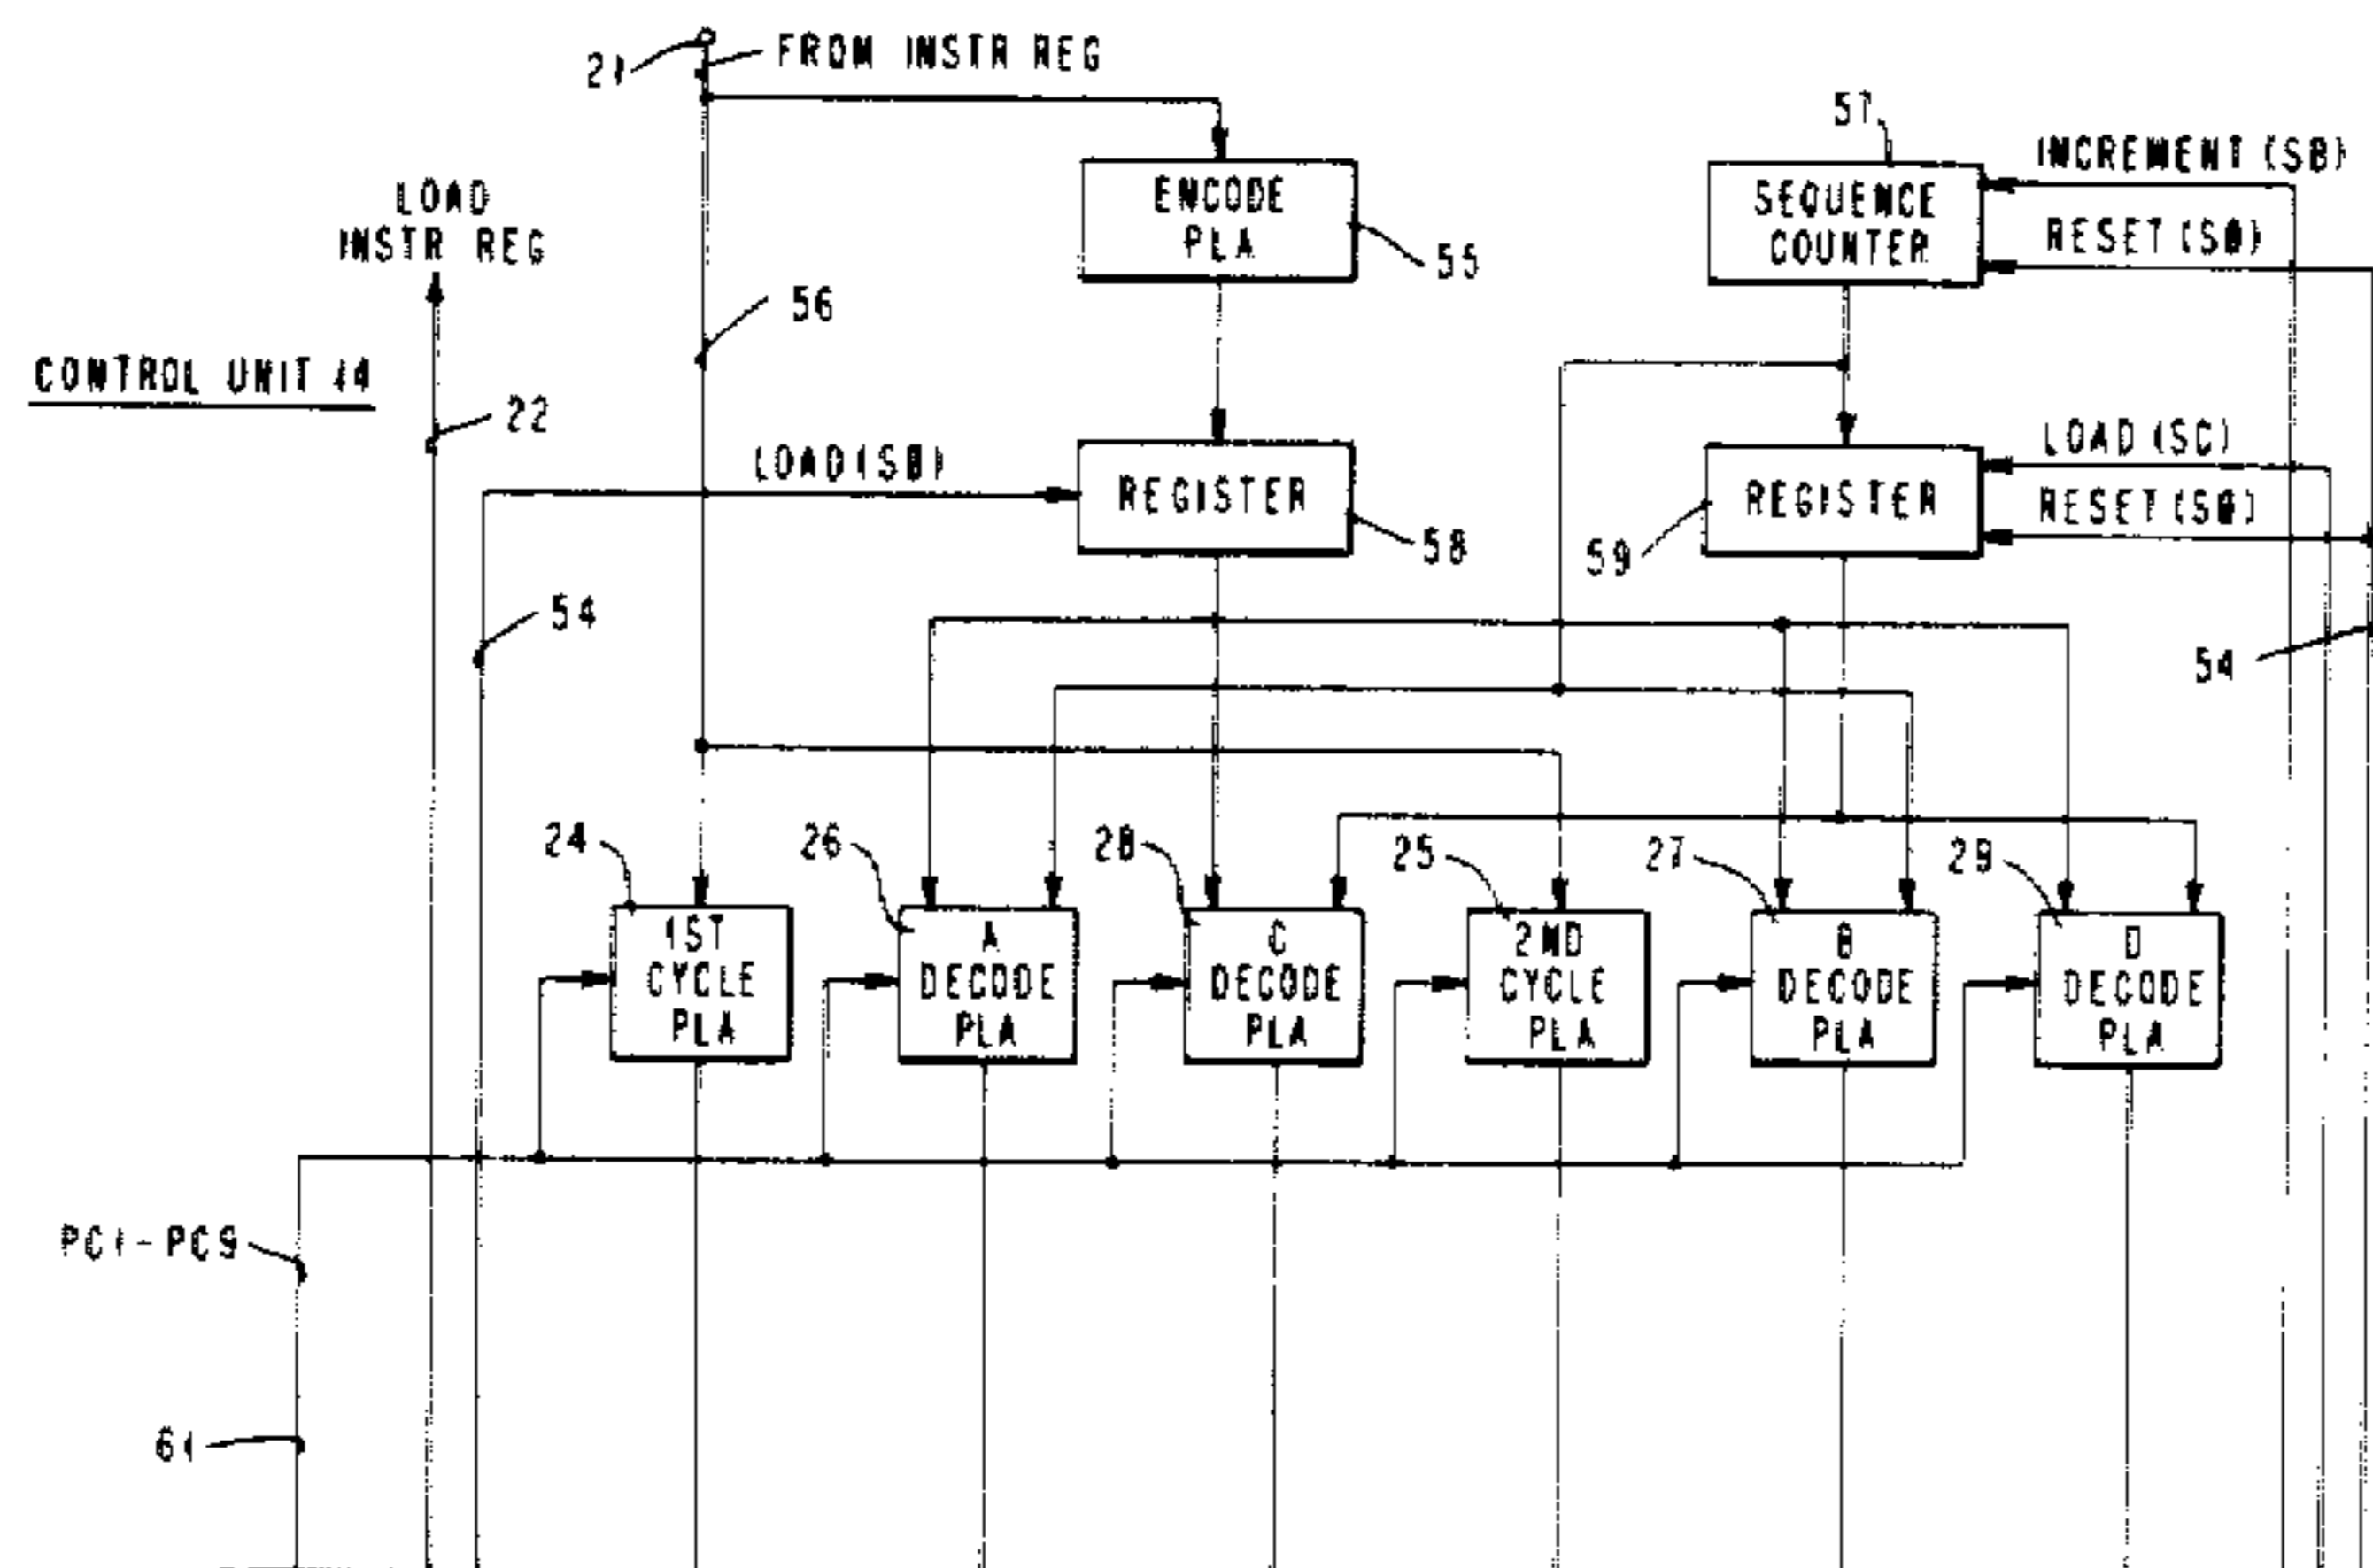 21
FROM INSTR REG
57
INCREMENT (SB)
ENCODE
PLA
SEQUENCE
COUNTER
LOAD
INSTR REG
RESET (S0)
55
56
CONTROL UNIT 14
22
LOAD (SC)
LOAD (S0)
REGISTER
REGISTER
RESET (S0)
58
59
54
54
24
26
28
25
27
29
1ST
CYCLE
PLA
A
DECODE
PLA
C
DECODE
PLA
2ND
CYCLE
PLA
B
DECODE
PLA
D
DECODE
PLA
PC1-PC9
61